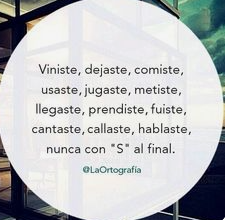 Viniste, dejaste, comiste,
usaste, jugaste, metiste,
llegaste, prendiste, fuiste,
cantaste, callaste, hablaste,
nunca con "S" al final.
@LaOrtografía